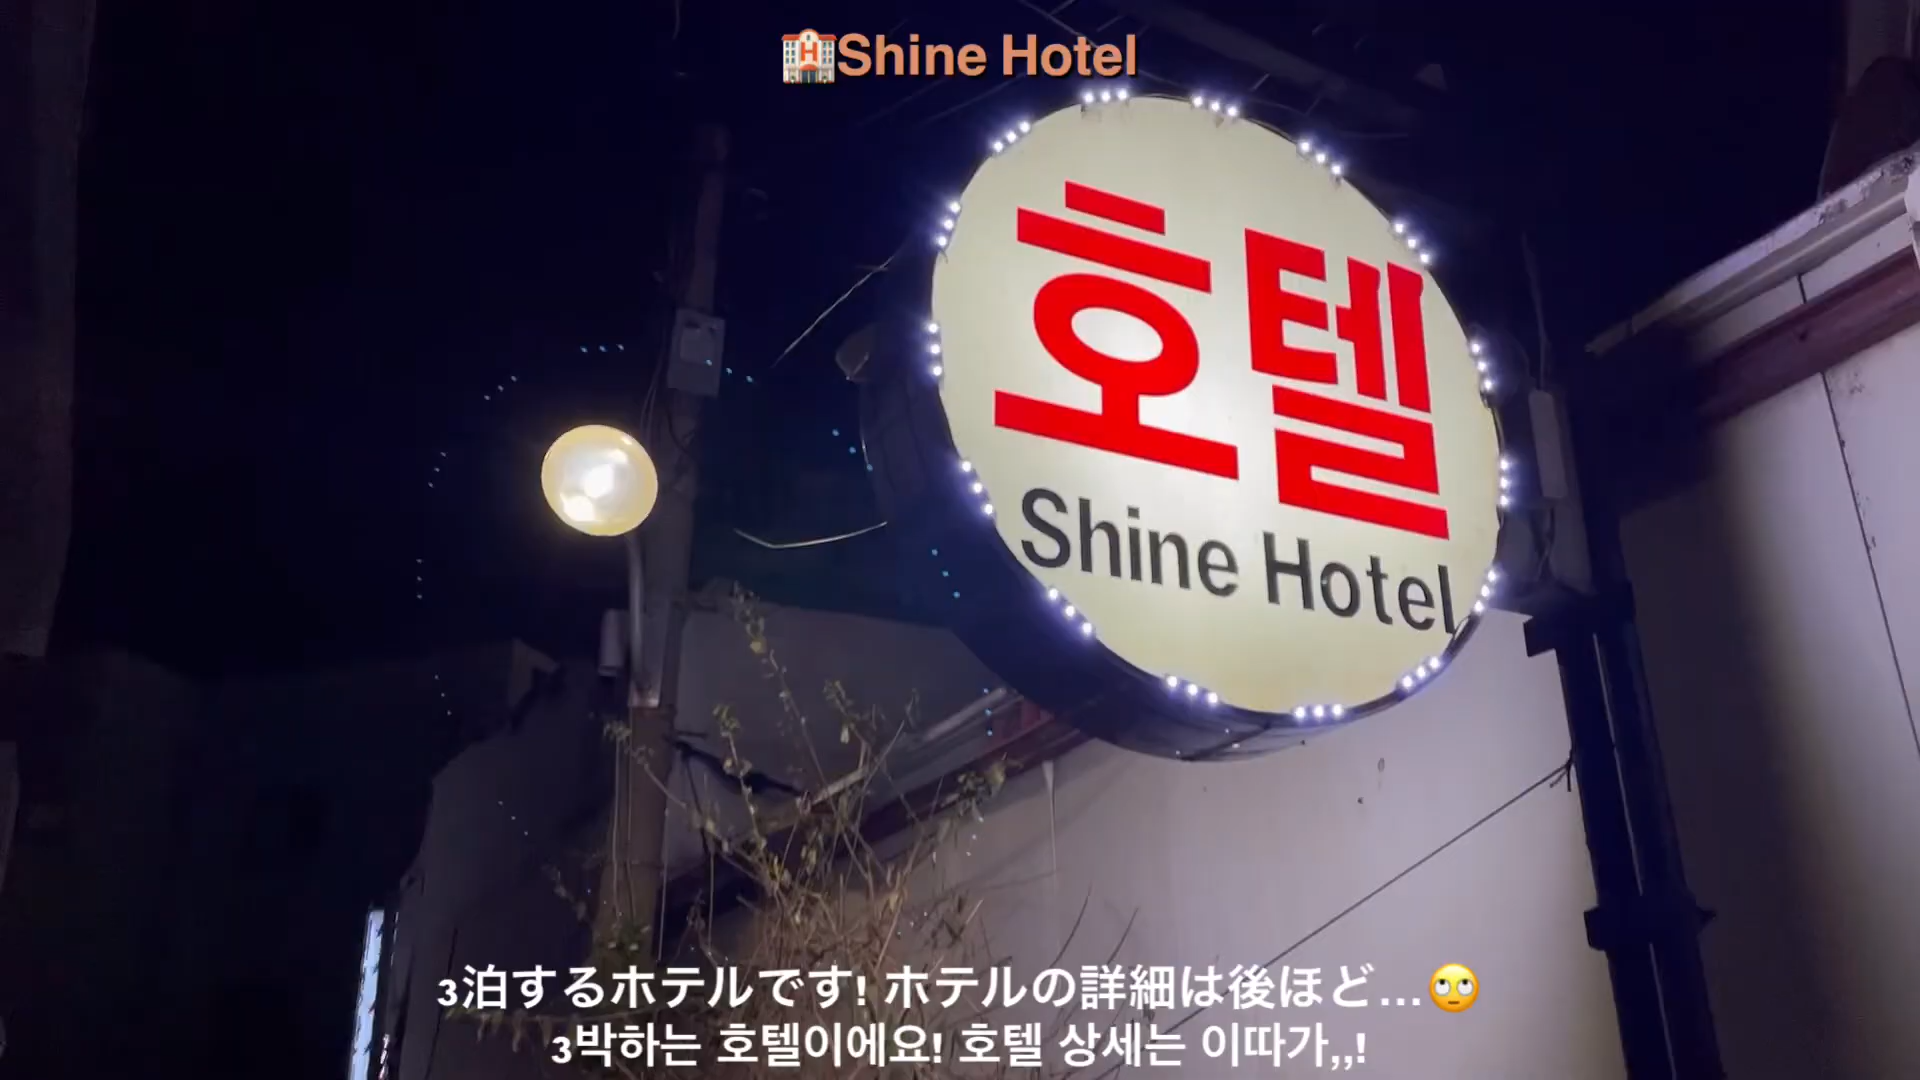 🏨Shine Hotel
호텔
Shine Hotel
3泊するホテルです! ホテルの詳細は後ほど...🙄
3박하는 호텔이에요! 호텔 상세는 이따가,,!